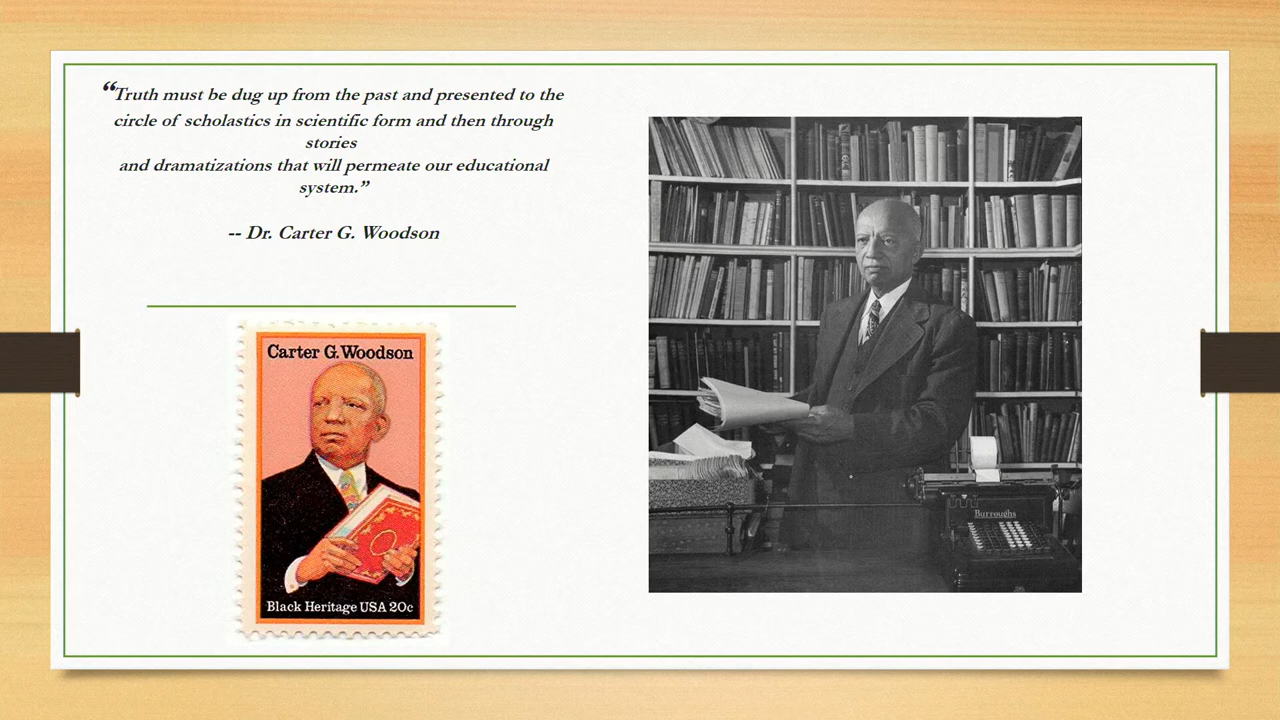 “Truth must be dug up from the past and presented to the
circle of scholastics in scientific form and then through
stories
and dramatizations that will permeate our educational
system.”
-- Dr. Carter G. Woodson
Carter G. Woodson
Black Heritage USA 20c
Burroughs